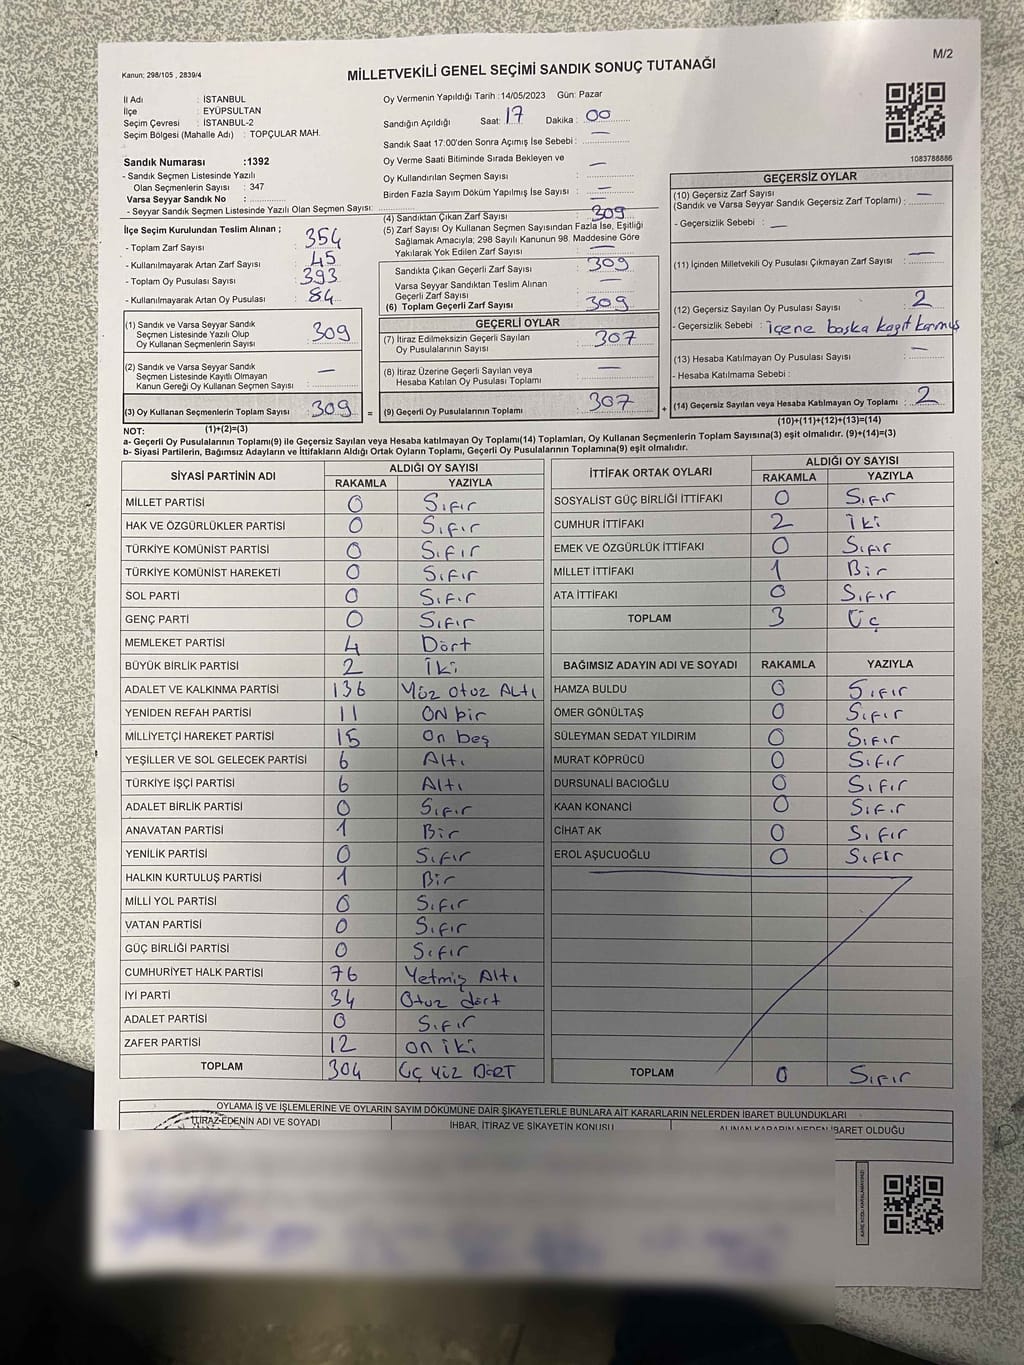 M/2
Kanun; 298/105 , 2839/4
MİLLETVEKİLİ GENEL SEÇİMİ SANDIK SONUÇ TUTANAĞI
İl Adı : İSTANBUL
İlçe : EYÜPSULTAN
Seçim Çevresi : İSTANBUL-2
Seçim Bölgesi (Mahalle Adı) : TOPÇULAR MAH.
Sandık Numarası :1392
- Sandık Seçmen Listesinde Yazılı
Olan Seçmenlerin Sayısı : 347
Varsa Seyyar Sandık No :
- Seyyar Sandık Seçmen Listesinde Yazılı Olan Seçmen Sayısı:
Oy Vermenin Yapıldığı Tarih :14/05/2023 Gün: Pazar
Sandığın Açıldığı Saat: 17 Dakika : 00
Sandık Saat 17:00'den Sonra Açımış İse Sebebi : —
Oy Verme Saati Bitiminde Sırada Bekleyen ve
Oy Kullandırılan Seçmen Sayısı : —
Birden Fazla Sayım Döküm Yapılmış İse Sayısı : —
1083788886
İlçe Seçim Kurulundan Teslim Alınan ;
- Toplam Zarf Sayısı : 354
- Kullanılmayarak Artan Zarf Sayısı : 45
- Toplam Oy Pusulası Sayısı : 393
- Kullanılmayarak Artan Oy Pusulası : 84
(1) Sandık ve Varsa Seyyar Sandık
Seçmen Listesinde Yazılı Olup
Oy Kullanan Seçmenlerin Sayısı : 309
(2) Sandık ve Varsa Seyyar Sandık
Seçmen Listesinde Kayıtlı Olmayan
Kanun Gereği Oy Kullanan Seçmen Sayısı : —
(3) Oy Kullanan Seçmenlerin Toplam Sayısı : 309 =
(4) Sandıktan Çıkan Zarf Sayısı : 309
(5) Zarf Sayısı Oy Kullanan Seçmen Sayısından Fazla İse, Eşitliği
Sağlamak Amacıyla; 298 Sayılı Kanunun 98. Maddesine Göre
Yakılarak Yok Edilen Zarf Sayısı : —
Sandıkta Çıkan Geçerli Zarf Sayısı : 309
Varsa Seyyar Sandıktan Teslim Alınan
Geçerli Zarf Sayısı :
(6) Toplam Geçerli Zarf Sayısı : 309
GEÇERLİ OYLAR
(7) İtiraz Edilmeksizin Geçerli Sayılan
Oy Pusulalarının Sayısı : 307
(8) İtiraz Üzerine Geçerli Sayılan veya
Hesaba Katılan Oy Pusulası Toplamı : —
(9) Geçerli Oy Pusulalarının Toplamı : 307 +
GEÇERSİZ OYLAR
(10) Geçersiz Zarf Sayısı
(Sandık ve Varsa Seyyar Sandık Geçersiz Zarf Toplamı) : —
- Geçersizlik Sebebi : —
(11) İçinden Milletvekili Oy Pusulası Çıkmayan Zarf Sayısı : —
(12) Geçersiz Sayılan Oy Pusulası Sayısı : 2
- Geçersizlik Sebebi : içene başka kagıt konmuş
(13) Hesaba Katılmayan Oy Pusulası Sayısı : —
- Hesaba Katılmama Sebebi :
(14) Geçersiz Sayılan veya Hesaba Katılmayan Oy Toplamı : 2
NOT: (1)+(2)=(3)
(10)+(11)+(12)+(13)=(14)
a- Geçerli Oy Pusulalarının Toplamı(9) ile Geçersiz Sayılan veya Hesaba katılmayan Oy Toplamı(14) Toplamları, Oy Kullanan Seçmenlerin Toplam Sayısına(3) eşit olmalıdır. (9)+(14)=(3)
b- Siyasi Partilerin, Bağımsız Adayların ve İttifakların Aldığı Ortak Oyların Toplamı, Geçerli Oy Pusulalarının Toplamına(9) eşit olmalıdır.
SİYASİ PARTİNİN ADI ALDIĞI OY SAYISI
RAKAMLA YAZIYLA
MİLLET PARTİSİ 0 Sıfır
HAK VE ÖZGÜRLÜKLER PARTİSİ 0 Sıfır
TÜRKİYE KOMÜNİST PARTİSİ 0 Sıfır
TÜRKİYE KOMÜNİST HAREKETİ 0 Sıfır
SOL PARTİ 0 Sıfır
GENÇ PARTİ 0 Sıfır
MEMLEKET PARTİSİ 4 Dört
BÜYÜK BİRLİK PARTİSİ 2 İki
ADALET VE KALKINMA PARTİSİ 136 Yüz otuz Altı
YENİDEN REFAH PARTİSİ 11 ON bir
MİLLİYETÇİ HAREKET PARTİSİ 15 On beş
YEŞİLLER VE SOL GELECEK PARTİSİ 6 Altı
TÜRKİYE İŞÇİ PARTİSİ 6 Altı
ADALET BİRLİK PARTİSİ 0 Sıfır
ANAVATAN PARTİSİ 1 Bir
YENİLİK PARTİSİ 0 Sıfır
HALKIN KURTULUŞ PARTİSİ 1 Bir
MİLLİ YOL PARTİSİ 0 Sıfır
VATAN PARTİSİ 0 Sıfır
GÜÇ BİRLİĞİ PARTİSİ 0 Sıfır
CUMHURİYET HALK PARTİSİ 76 Yetmiş Altı
İYİ PARTİ 34 Otuz dört
ADALET PARTİSİ 0 Sıfır
ZAFER PARTİSİ 12 on iki
TOPLAM 304 Üç yüz DÖRT
İTTİFAK ORTAK OYLARI ALDIĞI OY SAYISI
RAKAMLA YAZIYLA
SOSYALİST GÜÇ BİRLİĞİ İTTİFAKI 0 Sıfır
CUMHUR İTTİFAKI 2 İki
EMEK VE ÖZGÜRLÜK İTTİFAKI 0 Sıfır
MİLLET İTTİFAKI 1 Bir
ATA İTTİFAKI 0 Sıfır
TOPLAM 3 Üç
BAĞIMSIZ ADAYIN ADI VE SOYADI RAKAMLA YAZIYLA
HAMZA BULDU 0 Sıfır
ÖMER GÖNÜLTAŞ 0 Sıfır
SÜLEYMAN SEDAT YILDIRIM 0 Sıfır
MURAT KÖPRÜCÜ 0 Sıfır
DURSUNALİ BACIOĞLU 0 Sıfır
KAAN KONANCİ 0 Sıfır
CİHAT AK 0 Sıfır
EROL AŞUCUOĞLU 0 Sıfır
TOPLAM 0 Sıfır
OYLAMA İŞ VE İŞLEMLERİNE VE OYLARIN SAYIM DÖKÜMÜNE DAİR ŞİKAYETLERLE BUNLARA AİT KARARLARIN NELERDEN İBARET BULUNDUKLARI
İTİRAZ EDENİN ADI VE SOYADI İHBAR, İTİRAZ VE ŞİKAYETİN KONUSU ALINAN KARARIN NEDEN İBARET OLDUĞU